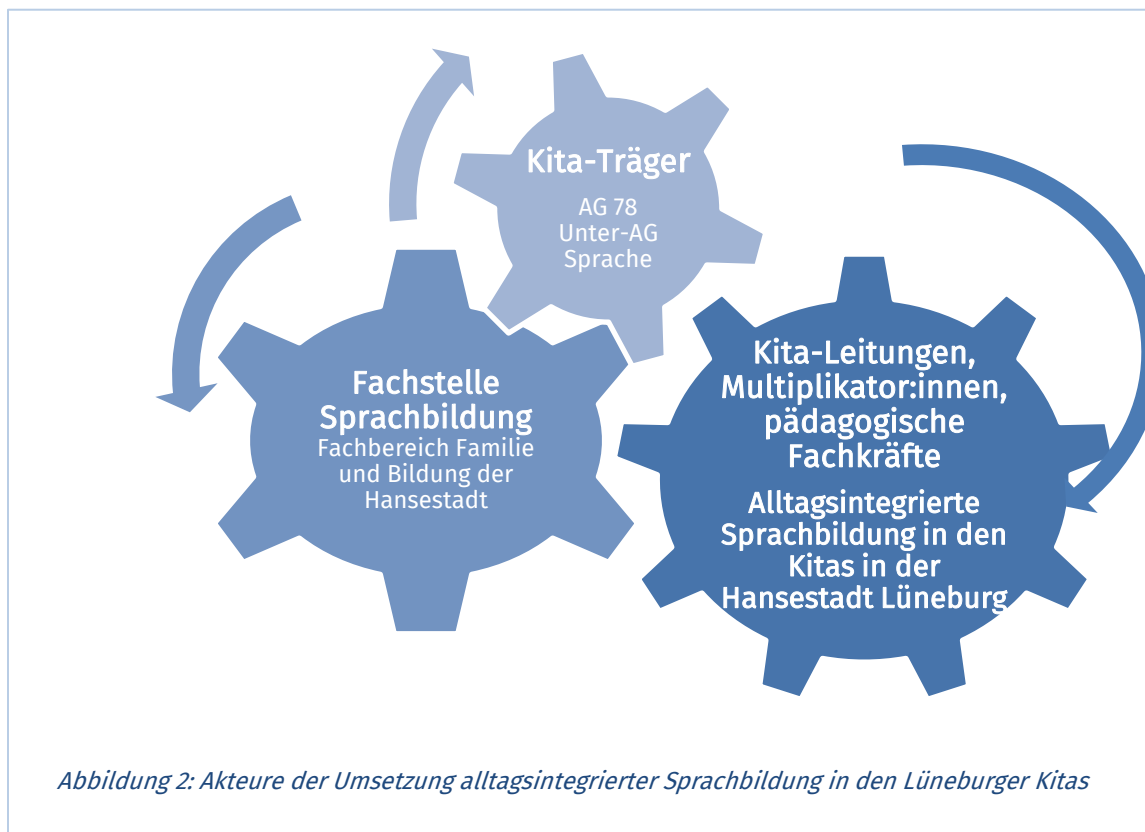 Kita-Träger
AG 78
Unter-AG
Sprache
Fachstelle
Sprachbildung
Fachbereich Familie
und Bildung der
Hansestadt
Kita-Leitungen,
Multiplikator:innen,
pädagogische
Fachkräfte
Alltagsintegrierte
Sprachbildung in den
Kitas in der
Hansestadt Lüneburg
Abbildung 2: Akteure der Umsetzung alltagsintegrierter Sprachbildung in den Lüneburger Kitas